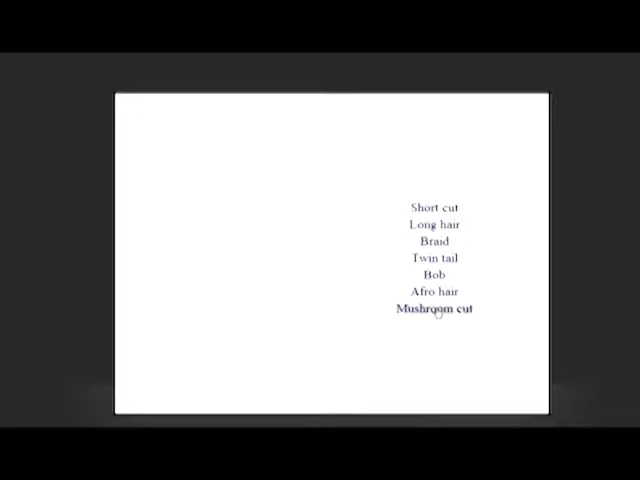 Short cut
Long hair
Braid
Twin tail
Bob
Afro hair
Mushroom cut